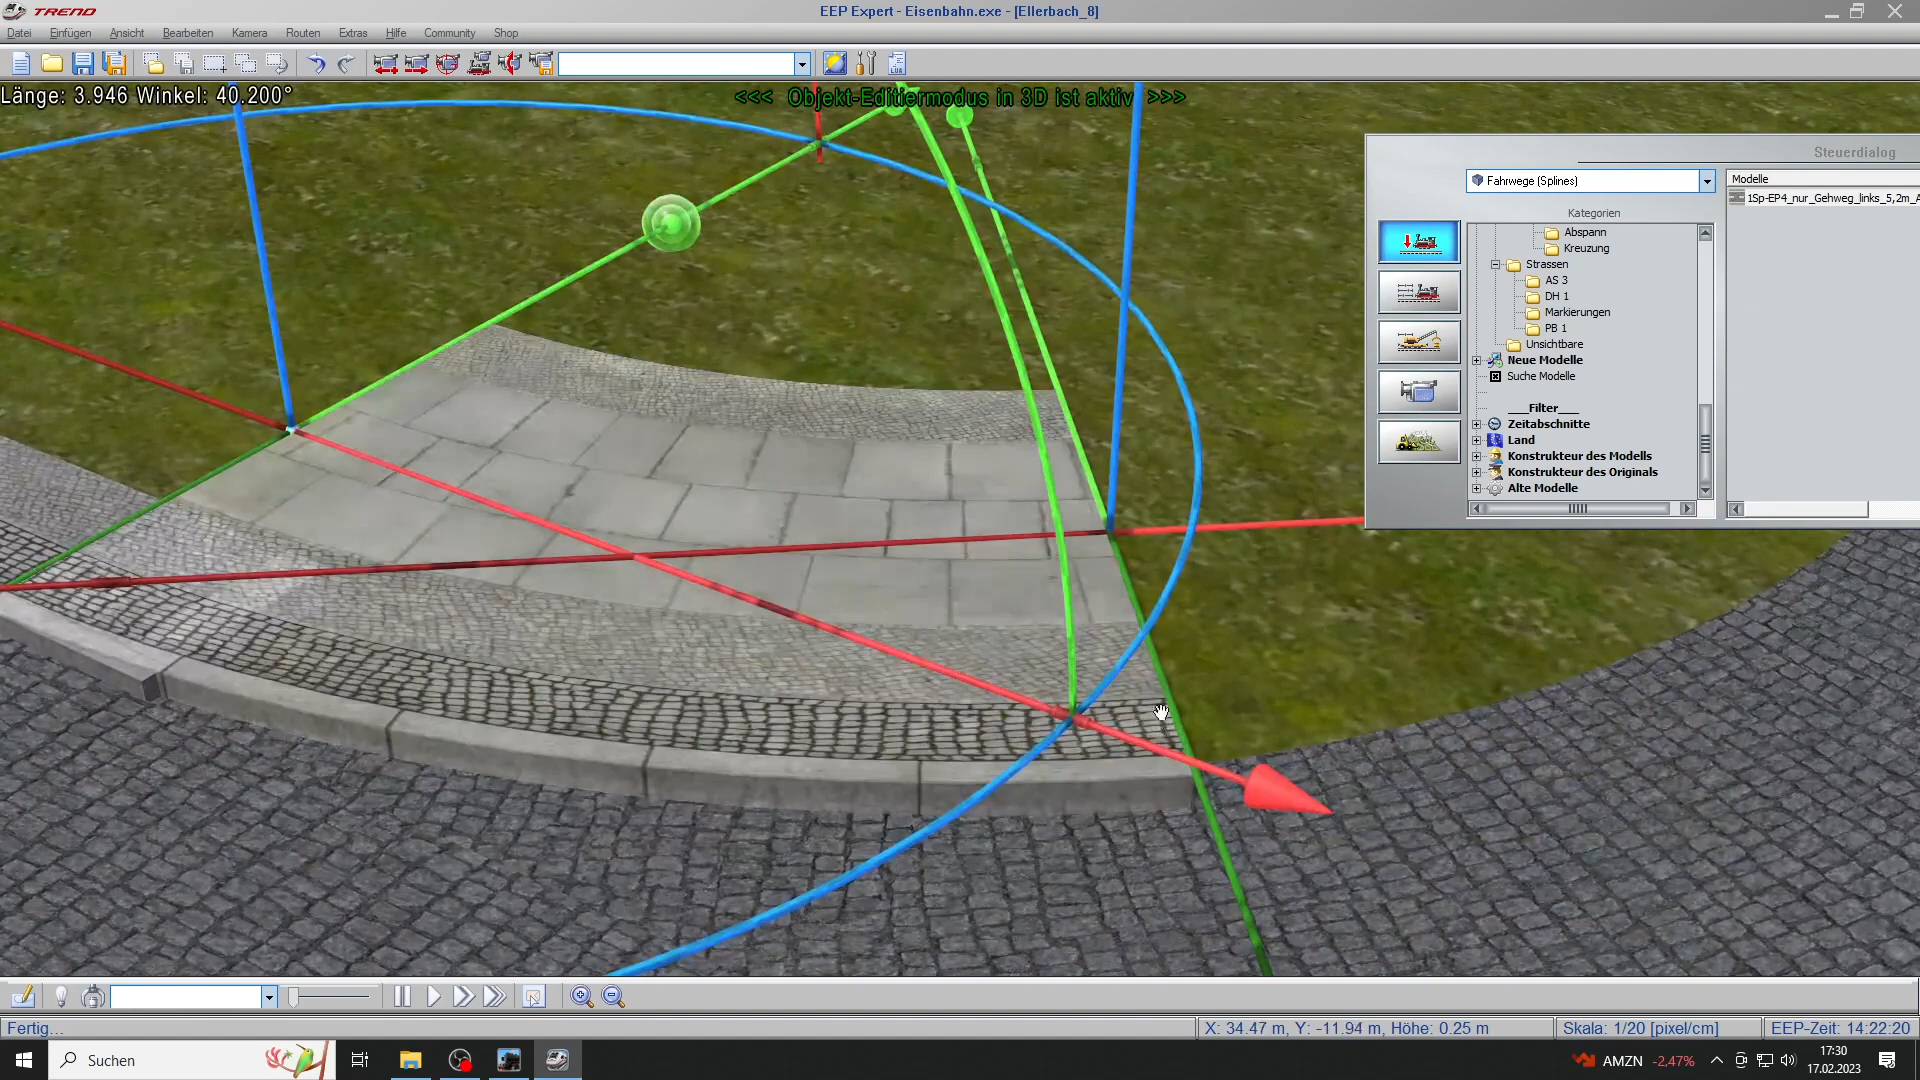 TREND
EEP Expert - Eisenbahn.exe - [Ellerbach_8]
Datei Einfügen Ansicht Bearbeiten Kamera Routen Extras Hilfe Community Shop
LUA
Länge: 3.946 Winkel: 40.200°
<<< Objekt-Editiermodus in 3D ist aktiv >>>
Steuerdialog
Fahrwege (Splines)
Modelle
1Sp-EP4_nur_Gehweg_links_5,2m_A
Kategorien
Abspann
Kreuzung
Strassen
AS 3
DH 1
Markierungen
PB 1
Unsichtbare
Neue Modelle
Suche Modelle
___Filter___
Zeitabschnitte
Land
Konstrukteur des Modells
Konstrukteur des Originals
Alte Modelle
Fertig...
X: 34.47 m, Y: -11.94 m, Höhe: 0.25 m
Skala: 1/20 [pixel/cm]
EEP-Zeit: 14:22:20
Suchen
AMZN -2,47%
17:30
17.02.2023